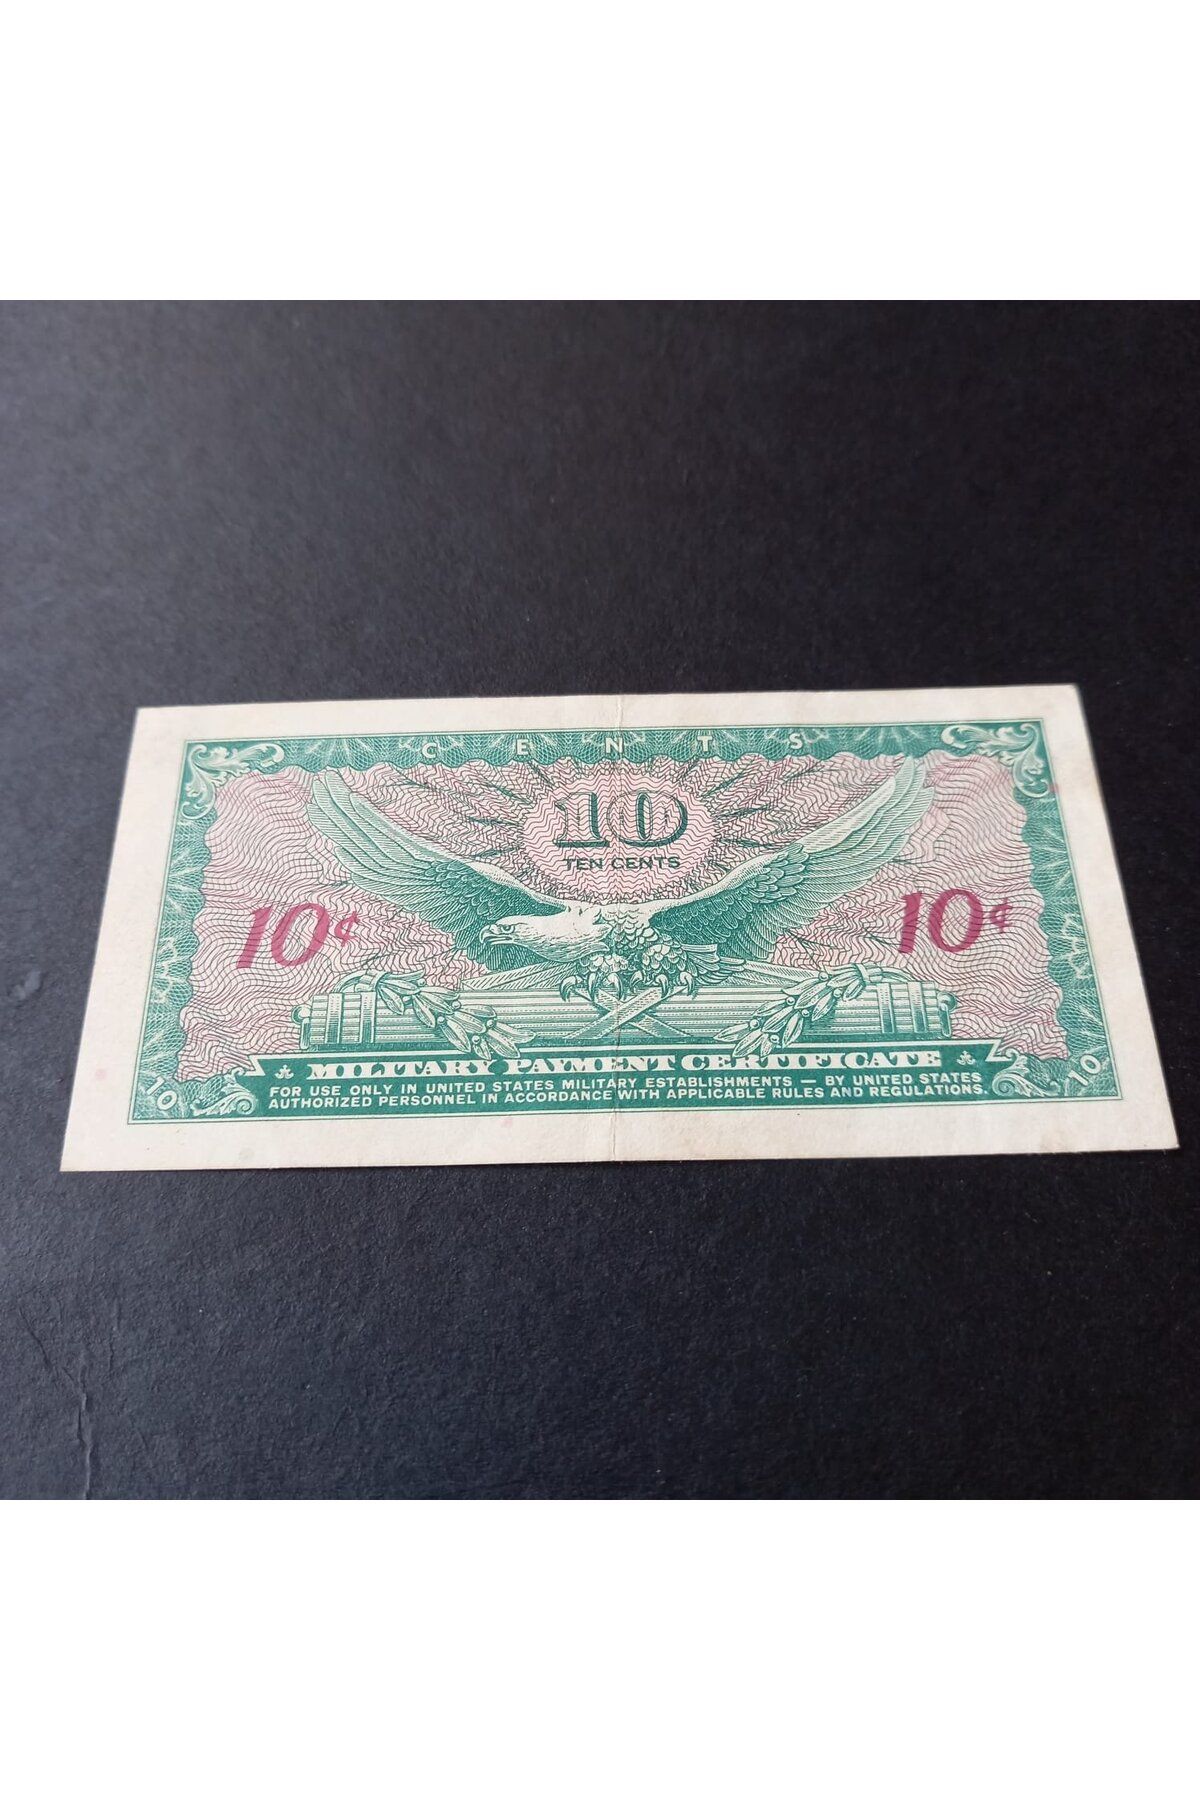 CENTS
10
TEN CENTS
10¢
10¢
MILITARY PAYMENT CERTIFICATE
10
10
FOR USE ONLY IN UNITED STATES MILITARY ESTABLISHMENTS — BY UNITED STATES
AUTHORIZED PERSONNEL IN ACCORDANCE WITH APPLICABLE RULES AND REGULATIONS.